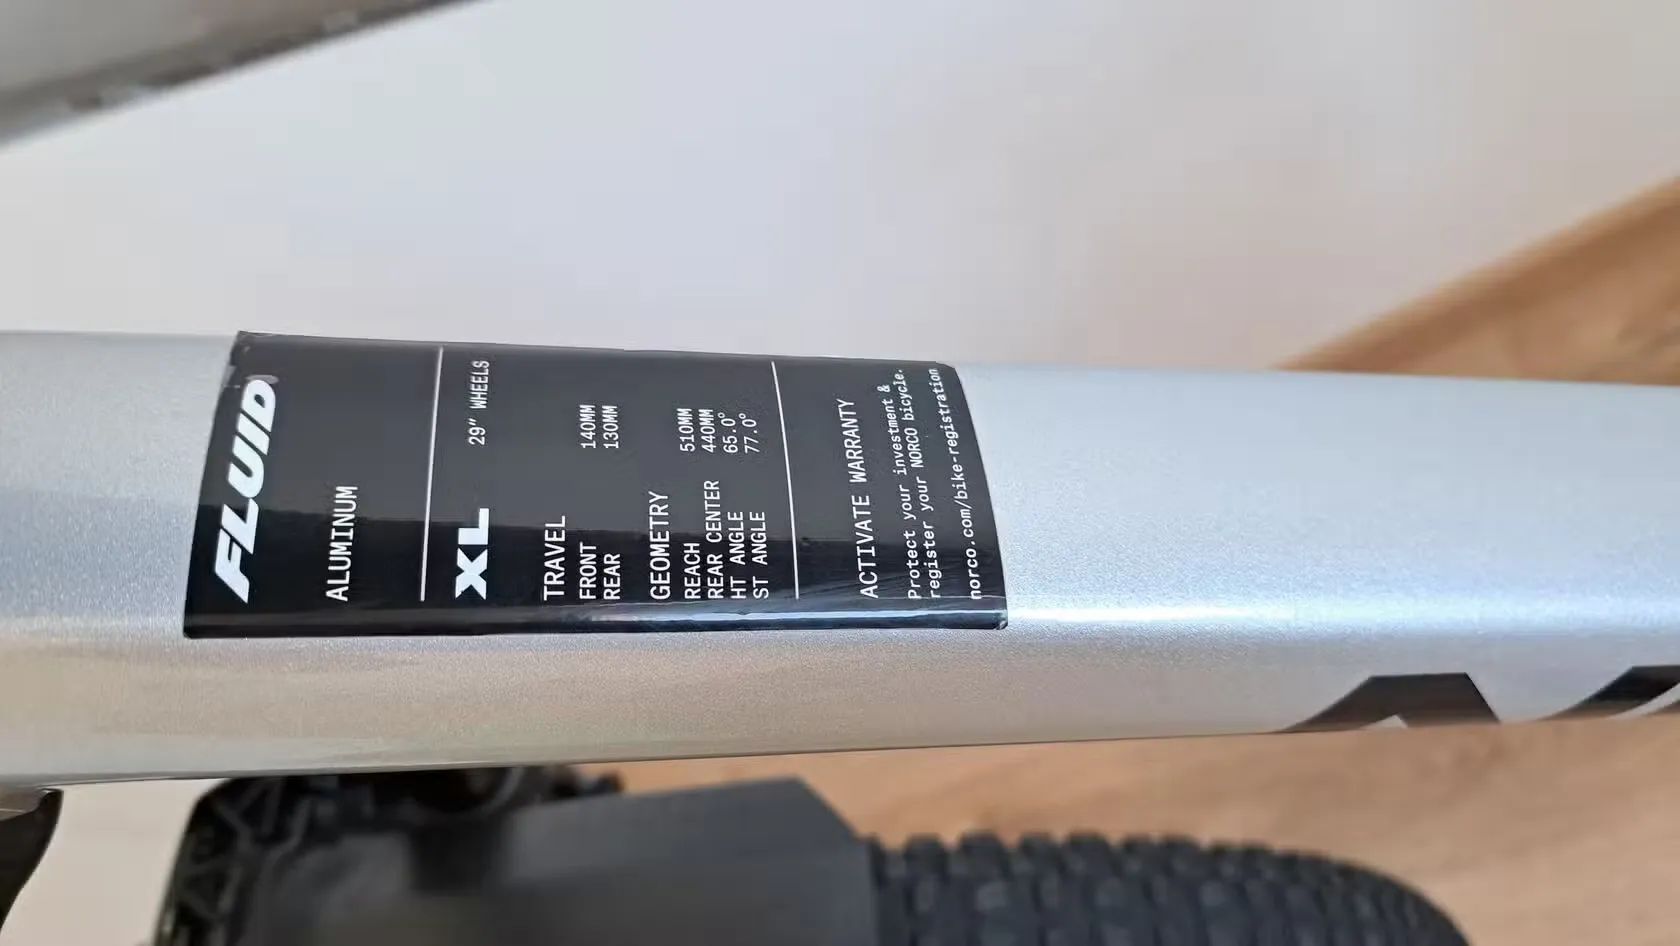 FLUID
ALUMINUM
XL 29" WHEELS
TRAVEL
FRONT 140MM
REAR 130MM
GEOMETRY
REACH 510MM
REAR CENTER 440MM
HT ANGLE 65.0°
ST ANGLE 77.0°
ACTIVATE WARRANTY
Protect your investment &
register your NORCO bicycle.
norco.com/bike-registration